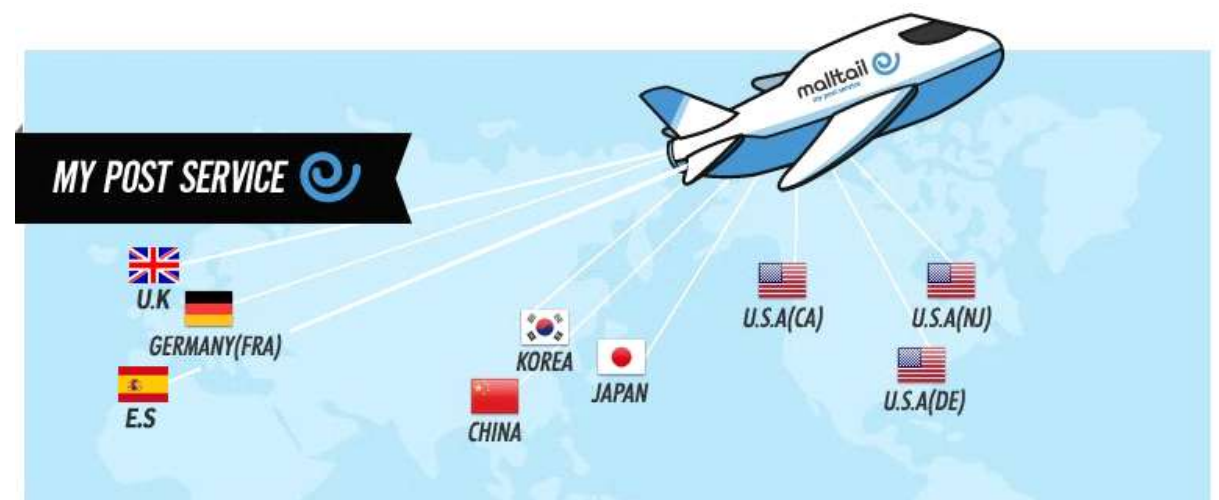 malltail
my post service
MY POST SERVICE
U.K
GERMANY(FRA)
E.S
KOREA
JAPAN
CHINA
U.S.A(CA)
U.S.A(NJ)
U.S.A(DE)